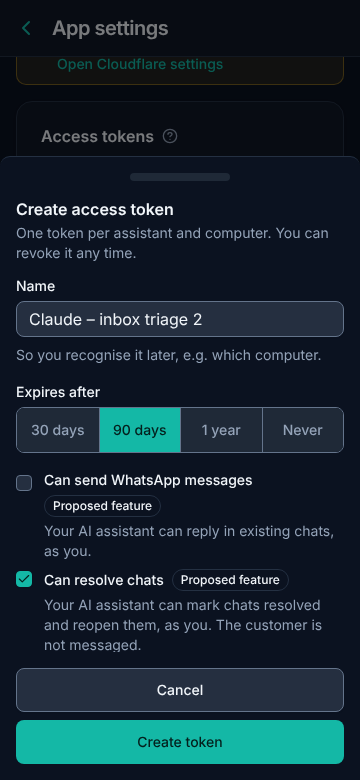 App settings
Open Cloudflare settings
Access tokens
Create access token
One token per assistant and computer. You can
revoke it any time.
Name
Claude – inbox triage 2
So you recognise it later, e.g. which computer.
Expires after
30 days 90 days 1 year Never
Can send WhatsApp messages
Proposed feature
Your AI assistant can reply in existing chats,
as you.
Can resolve chats Proposed feature
Your AI assistant can mark chats resolved
and reopen them, as you. The customer is
not messaged.
Cancel
Create token